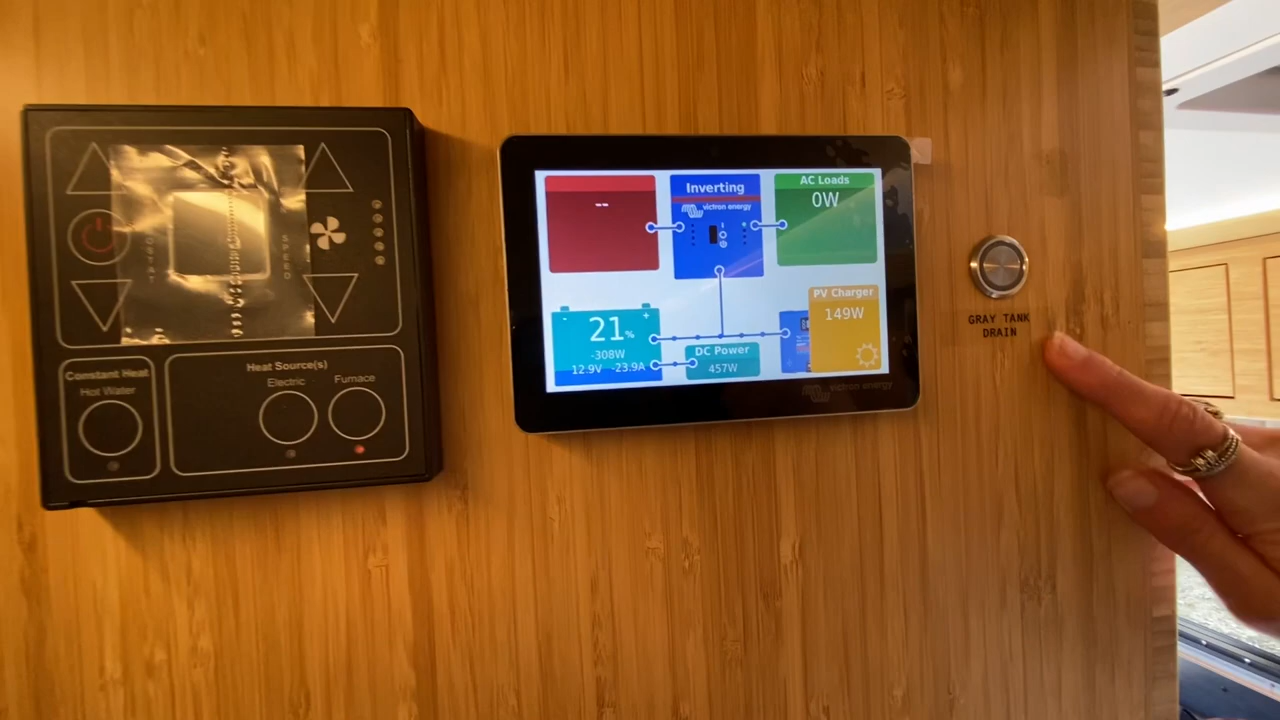 SPEED
Constant Heat
Hot Water
Heat Source(s)
Electric
Furnace
--
Inverting
victron energy
AC Loads
0W
21%
-308W
12.9V -23.9A
DC Power
457W
PV Charger
149W
victron energy
GRAY TANK
DRAIN